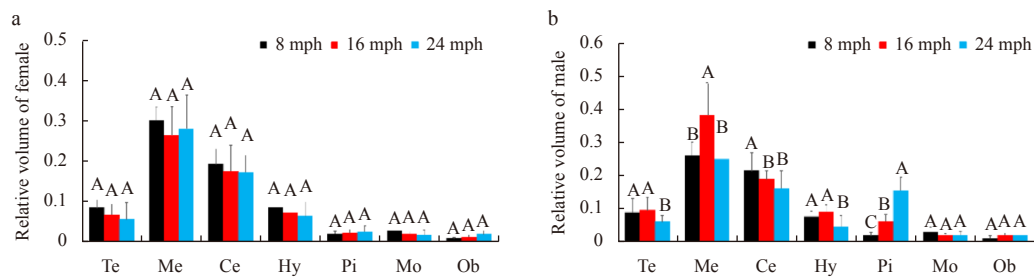 a
Relative volume of female
0.5
0.4
0.3
0.2
0.1
0
8 mph 16 mph 24 mph
A A A A A A A A A A A A A A A A A A A A A
Te Me Ce Hy Pi Mo Ob
b
Relative volume of male
0.6
0.5
0.4
0.3
0.2
0.1
0
8 mph 16 mph 24 mph
A A B B A B A B B A A B C B A A A A A A A
Te Me Ce Hy Pi Mo Ob